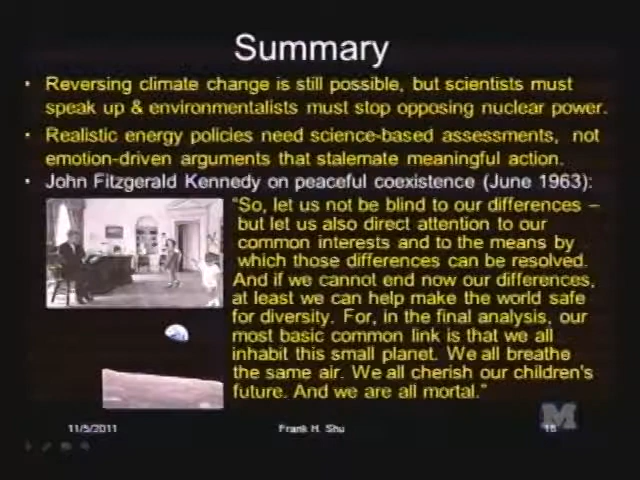 Summary
• Reversing climate change is still possible, but scientists must
speak up & environmentalists must stop opposing nuclear power.
• Realistic energy policies need science-based assessments, not
emotion-driven arguments that stalemate meaningful action.
• John Fitzgerald Kennedy on peaceful coexistence (June 1963):
"So, let us not be blind to our differences –
but let us also direct attention to our
common interests and to the means by
which those differences can be resolved.
And if we cannot end now our differences,
at least we can help make the world safe
for diversity. For, in the final analysis, our
most basic common link is that we all
inhabit this small planet. We all breathe
the same air. We all cherish our children's
future. And we are all mortal."
11/5/2011
Frank H. Shu
M